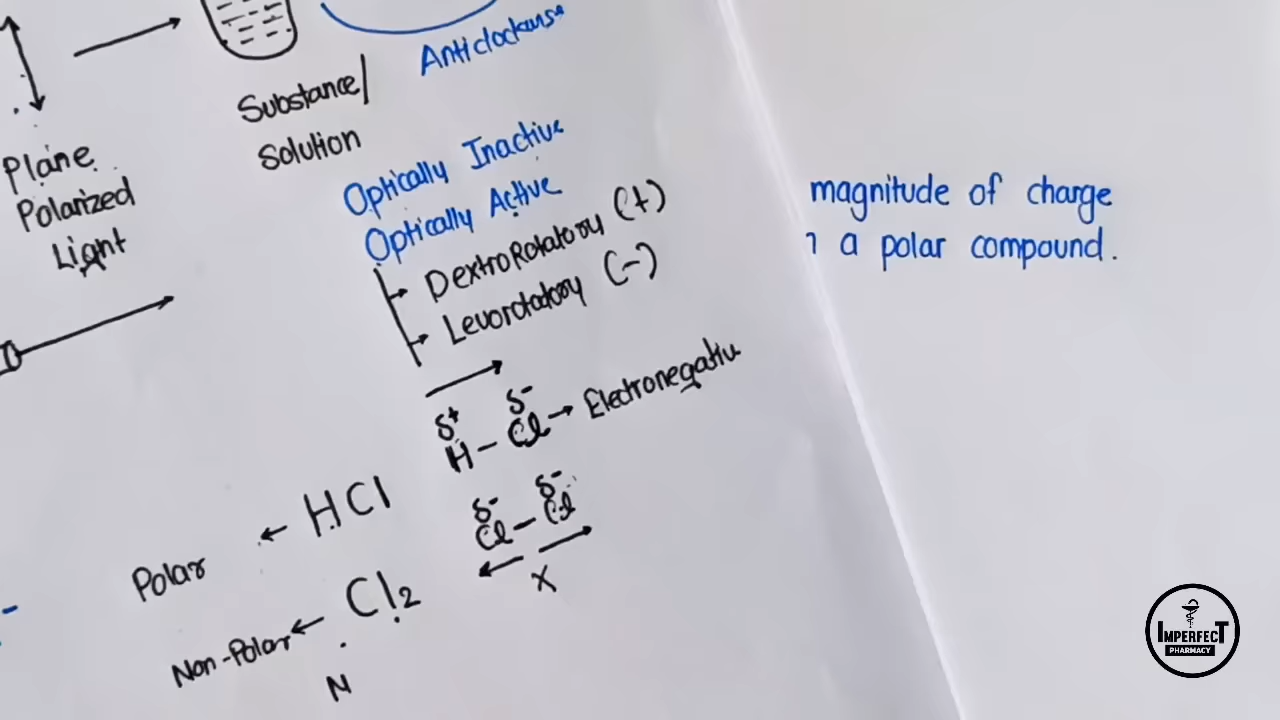 Anticlockwise
Substance/
Solution
Plane
Polarized
Light
Optically Inactive
Optically Active
DextroRotatory (+)
Levorotatory (-)
magnitude of charge
a polar compound.
δ+ δ-
H - Cl → Electronegativ
HCl
Polar
δ- δ-
Cl - Cl
X
Cl2
Non-Polar
N
IMPERFECT
PHARMACY